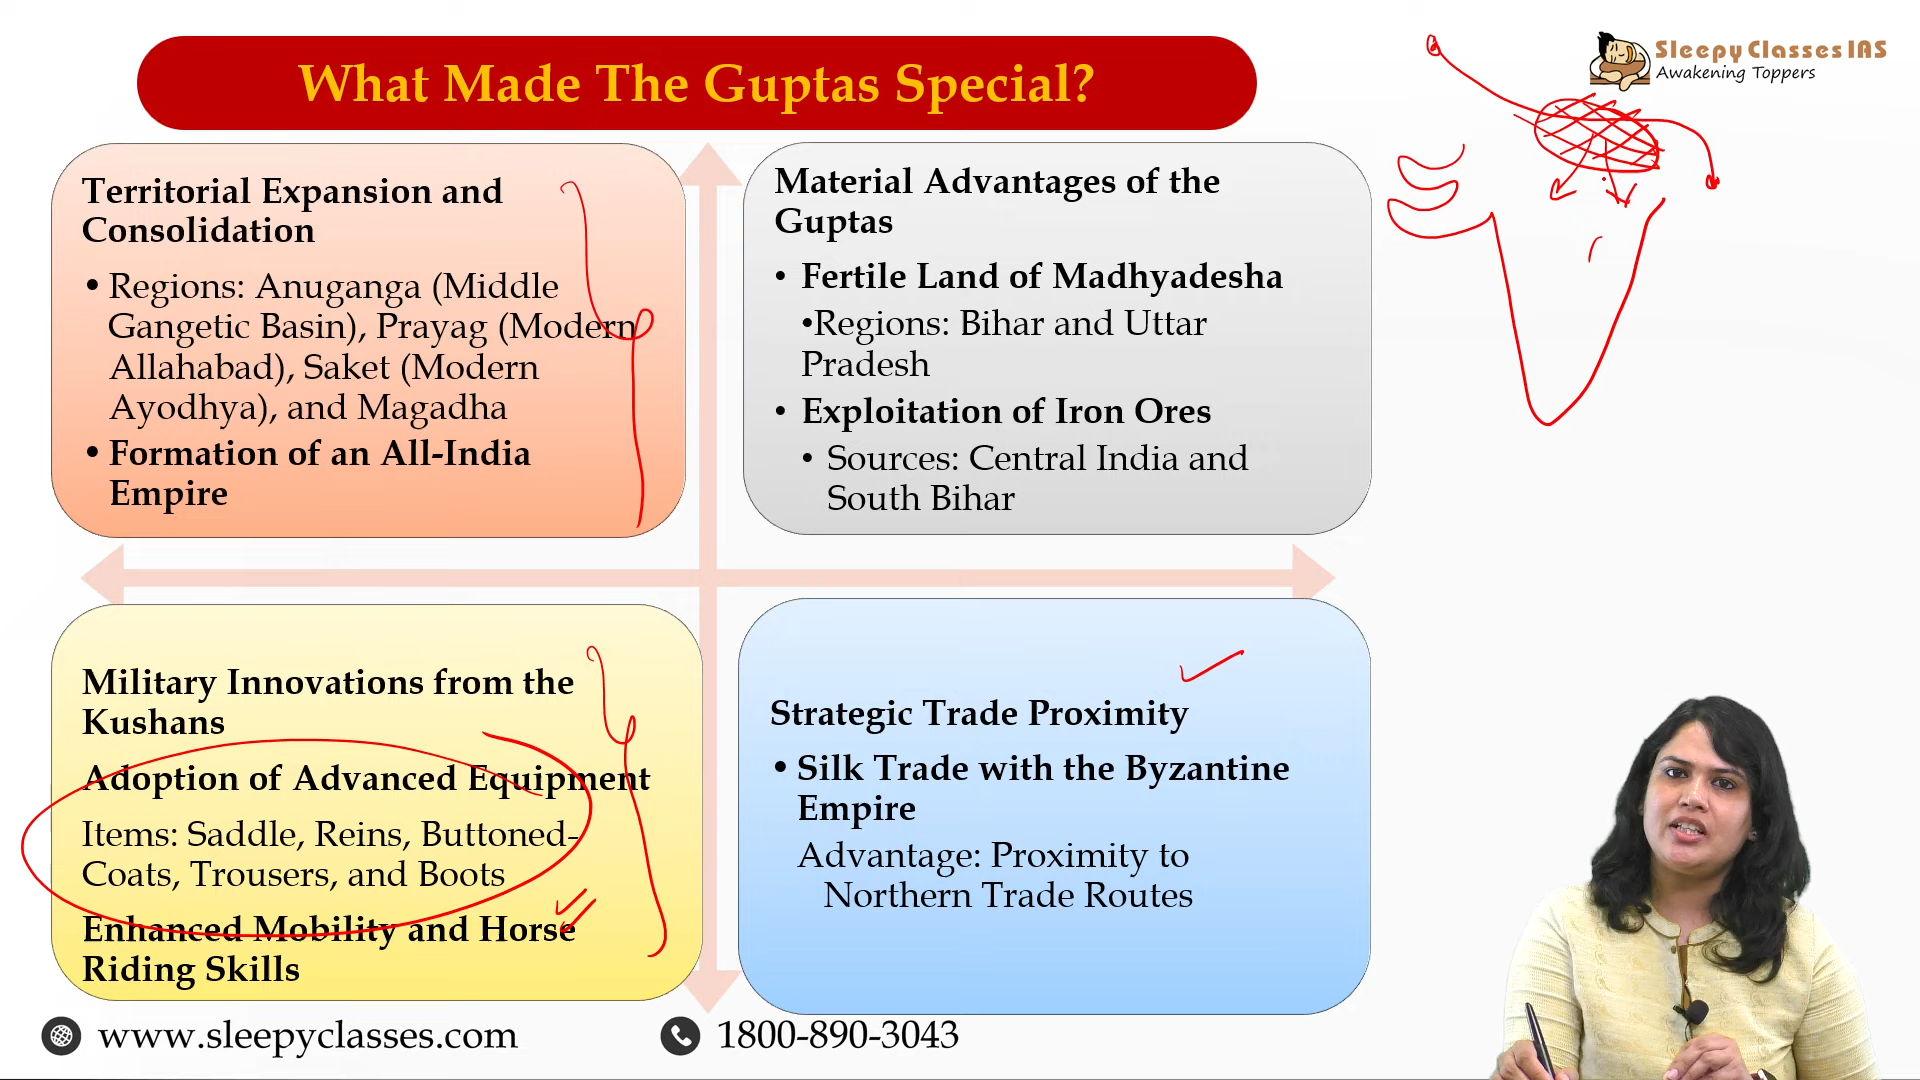 What Made The Guptas Special?
Sleepy Classes IAS
Awakening Toppers
Territorial Expansion and
Consolidation
• Regions: Anuganga (Middle
Gangetic Basin), Prayag (Modern
Allahabad), Saket (Modern
Ayodhya), and Magadha
• Formation of an All-India
Empire
Material Advantages of the
Guptas
• Fertile Land of Madhyadesha
•Regions: Bihar and Uttar
Pradesh
• Exploitation of Iron Ores
• Sources: Central India and
South Bihar
Military Innovations from the
Kushans
Adoption of Advanced Equipment
Items: Saddle, Reins, Buttoned-
Coats, Trousers, and Boots
Enhanced Mobility and Horse
Riding Skills
Strategic Trade Proximity
• Silk Trade with the Byzantine
Empire
Advantage: Proximity to
Northern Trade Routes
www.sleepyclasses.com
1800-890-3043